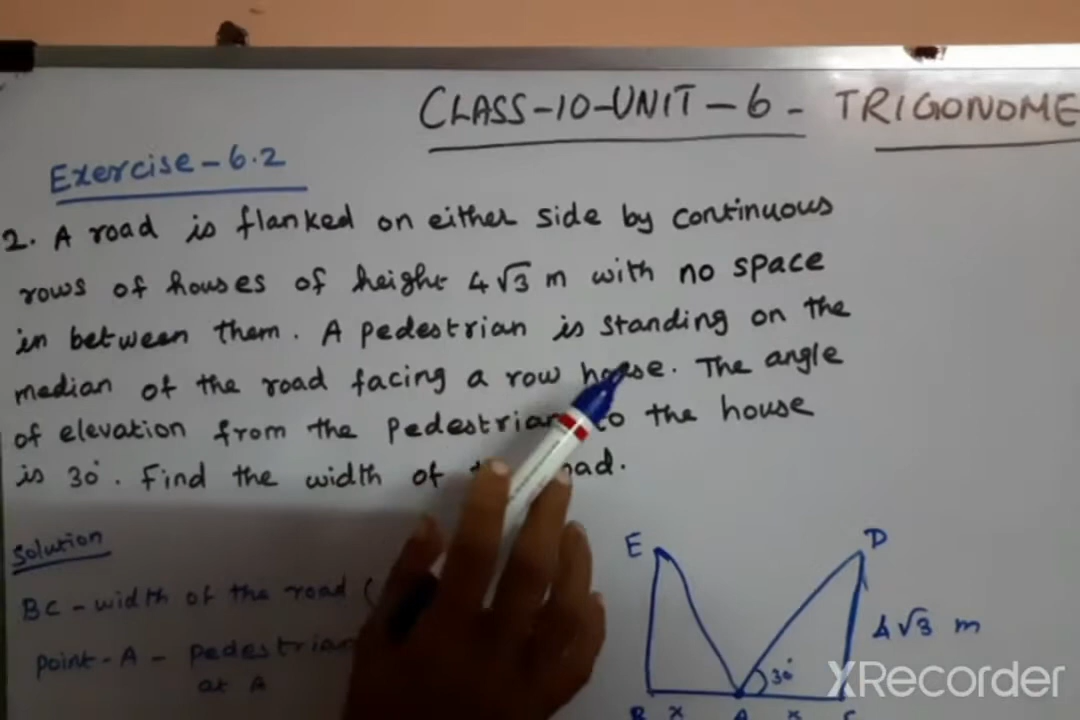 CLASS-10-UNIT-6- TRIGONOME
Exercise-6.2
2. A road is flanked on either side by continuous
rows of houses of height 4√3 m with no space
in between them. A pedestrian is standing on the
median of the road facing a row house. The angle
of elevation from the pedestrian to the house
is 30°. Find the width of road.
Solution
BC - width of the road (
point-A - pedestrian
at A
E
D
4√3 m
30°
B x A x C
XRecorder